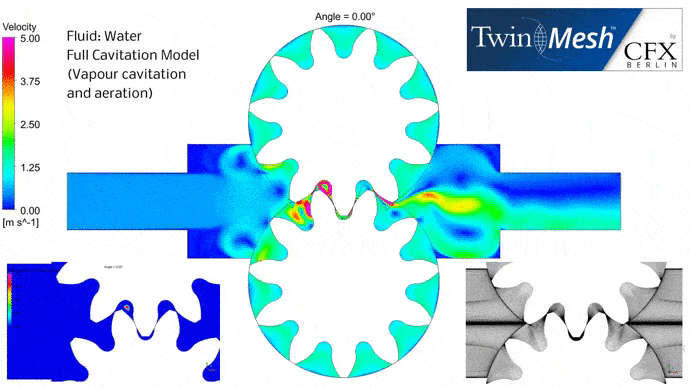 Velocity
5.00
3.75
2.50
1.25
0.00
[m s^-1]
Fluid: Water
Full Cavitation Model
(Vapour cavitation
and aeration)
Angle = 0.00°
TwinMesh™
by
CFX
BERLIN